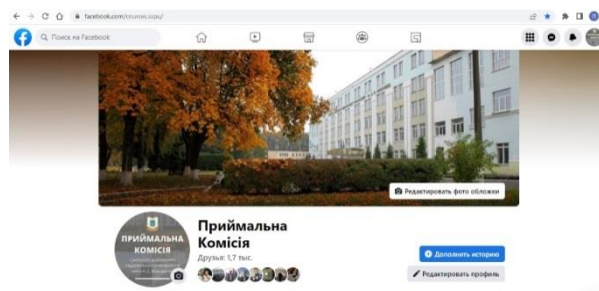 facebook.com/courses.sspu/
Поиск на Facebook
Редактировать фото обложки
ПРИЙМАЛЬНА
КОМІСІЯ
Приймальна
Комісія
Друзья: 1,7 тыс.
Дополнить историю
Редактировать профиль